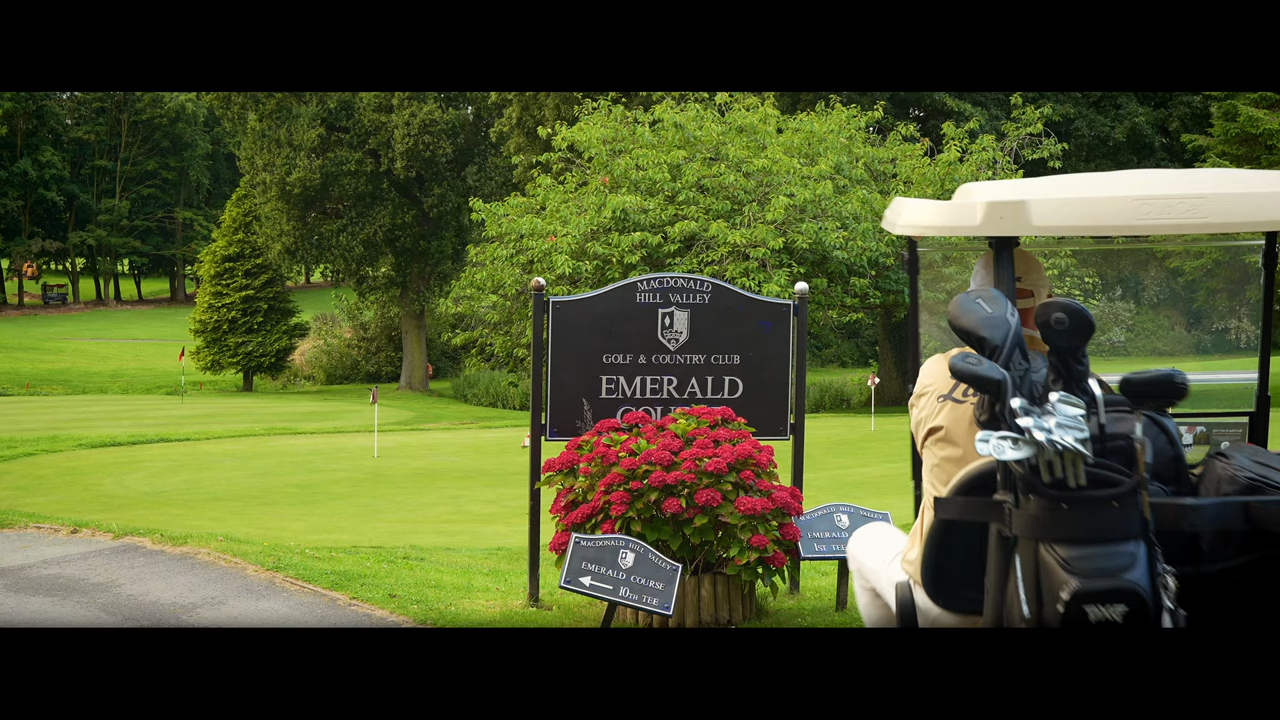 MACDONALD
HILL VALLEY
GOLF & COUNTRY CLUB
EMERALD
MACDONALD HILL VALLEY
EMERALD COURSE
10TH TEE
MACDONALD HILL VALLEY
EMERALD
1ST TEE
1